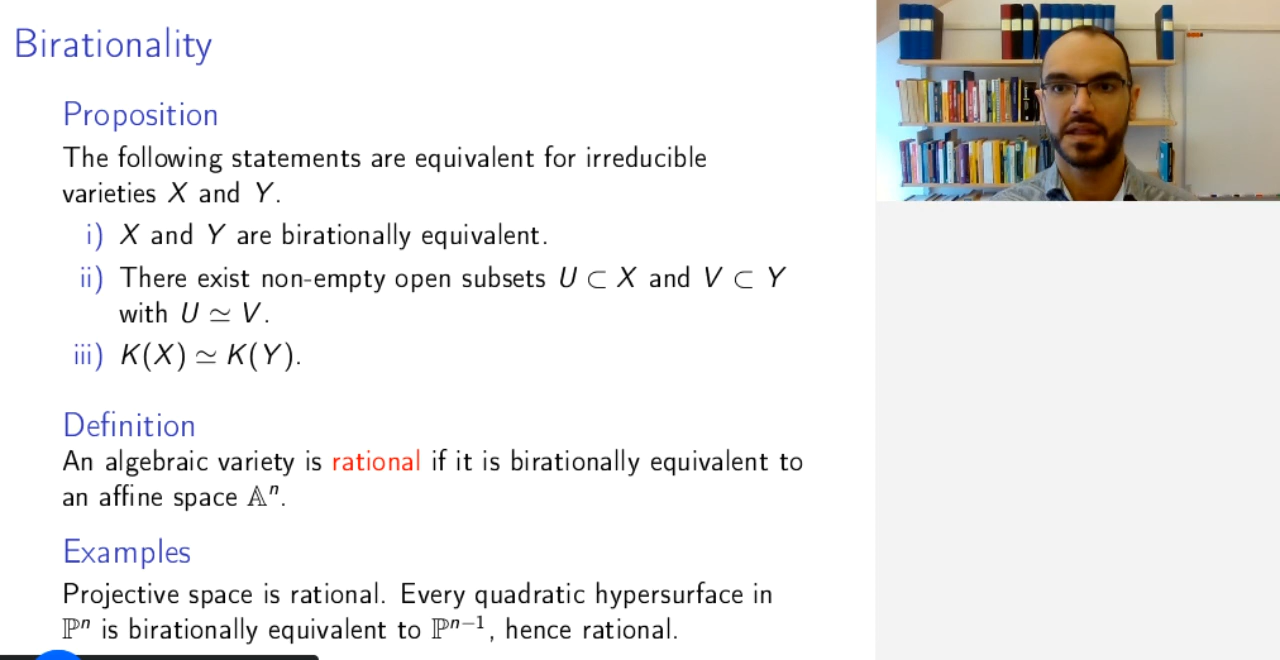 Birationality
Proposition
The following statements are equivalent for irreducible
varieties X and Y.
i) X and Y are birationally equivalent.
ii) There exist non-empty open subsets U ⊂ X and V ⊂ Y
with U ≃ V.
iii) K(X) ≃ K(Y).
Definition
An algebraic variety is rational if it is birationally equivalent to
an affine space 𝔸ⁿ.
Examples
Projective space is rational. Every quadratic hypersurface in
ℙⁿ is birationally equivalent to ℙⁿ⁻¹, hence rational.